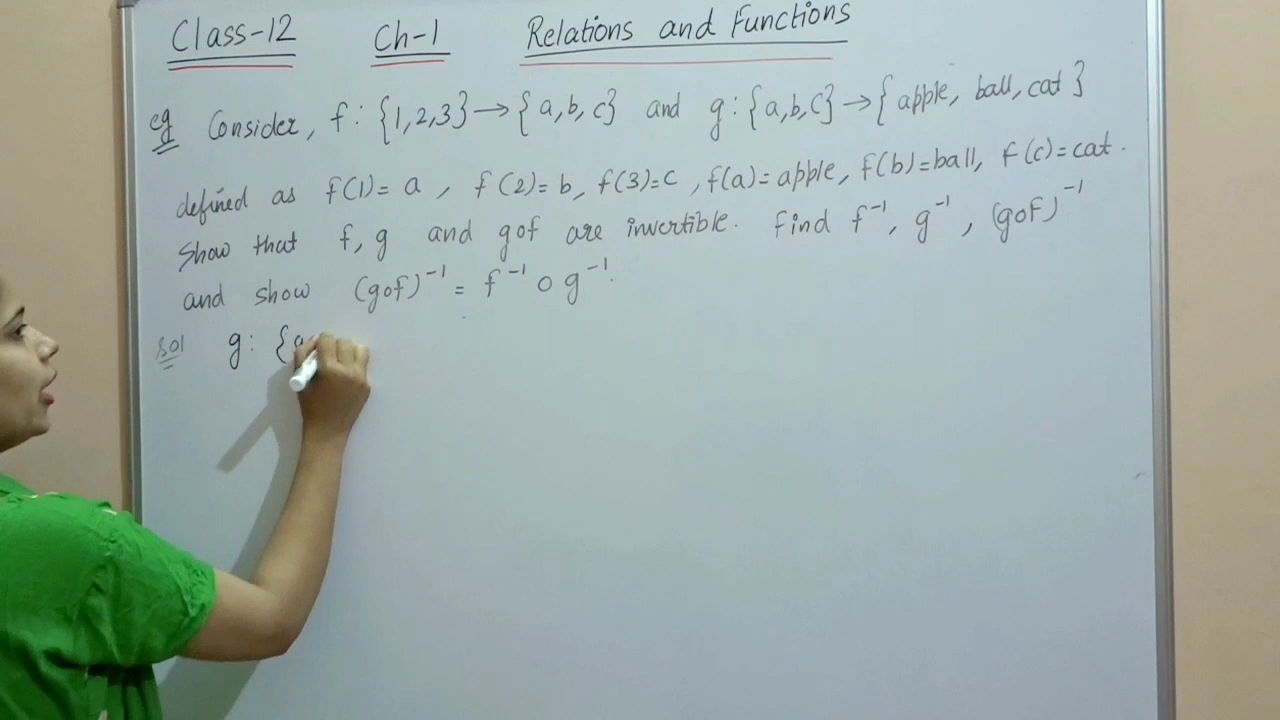 Class-12 Ch-1 Relations and Functions
eg Consider, f: {1,2,3} → {a,b,c} and g: {a,b,c} → {apple, ball, cat}
defined as f(1)= a , f(2)= b, f(3)=c , f(a)= apple, f(b)=ball, f(c)=cat .
Show that f, g and gof are invertible. Find f⁻¹, g⁻¹, (gof)⁻¹
and show (gof)⁻¹ = f⁻¹ o g⁻¹.
Sol g: {a